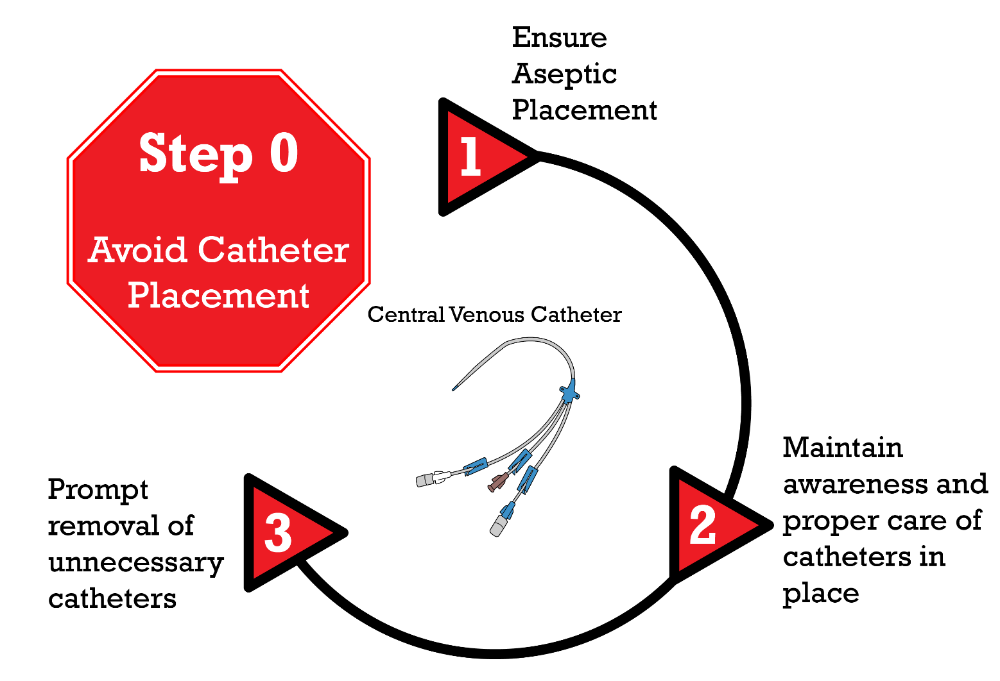 Step 0
Avoid Catheter
Placement
1
Ensure
Aseptic
Placement
Central Venous Catheter
2
Maintain
awareness and
proper care of
catheters in
place
3
Prompt
removal of
unnecessary
catheters